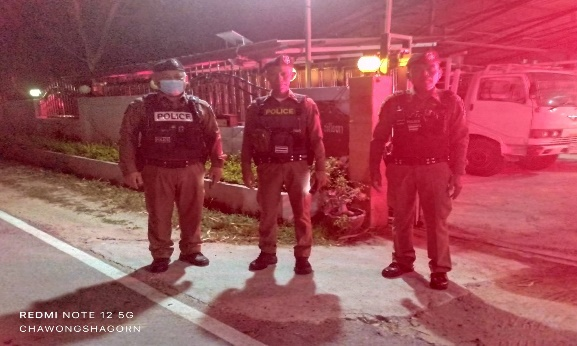 POLICE
POLICE
REDMI NOTE 12 5G
CHAWONGSHAGORN